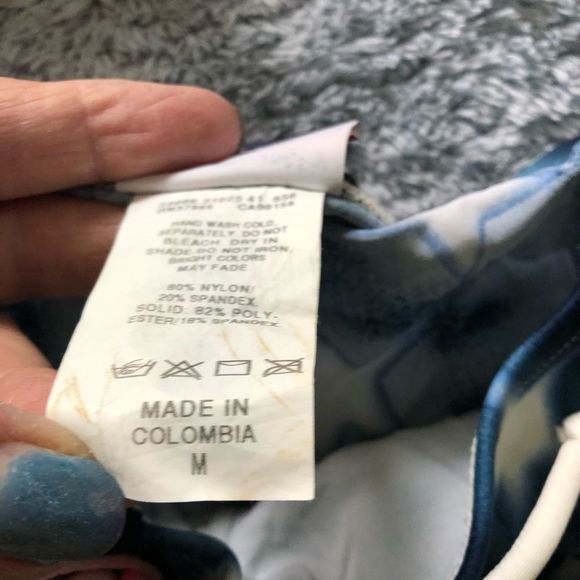 HAND WASH COLD.
SEPARATELY. DO NOT
BLEACH. DRY IN
SHADE DO NOT IRON.
BRIGHT COLORS
MAY FADE.
80% NYLON/
20% SPANDEX
SOLID: 82% POLY-
ESTER/18% SPANDEX
MADE IN
COLOMBIA
M